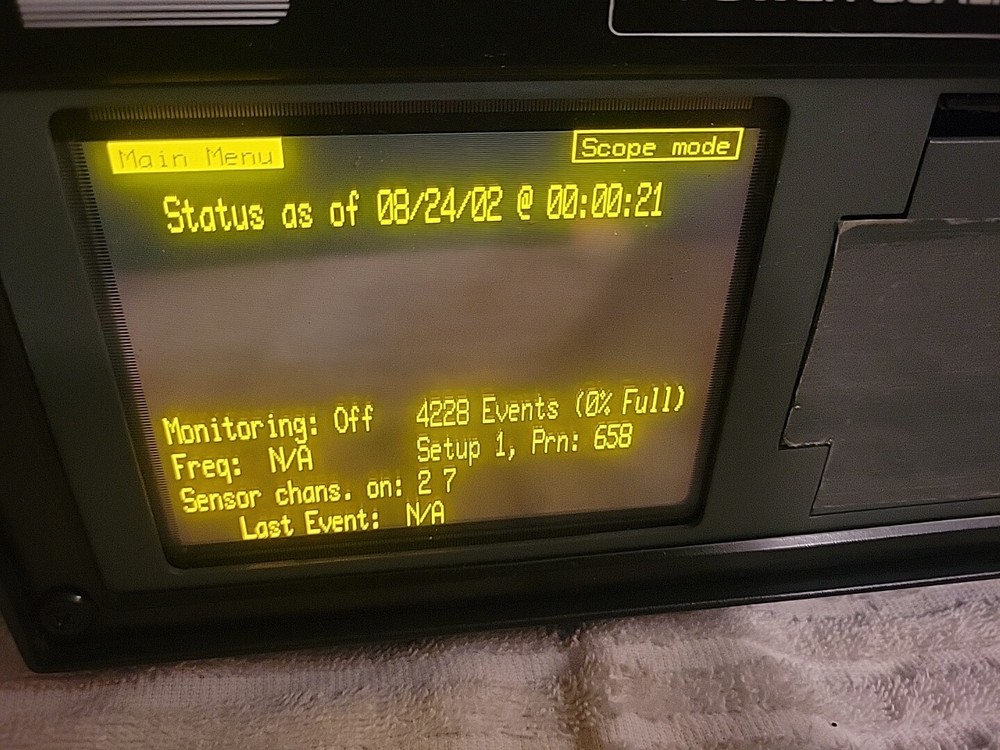 Main Menu
Scope mode
Status as of 08/24/02 @ 00:00:21
Monitoring: Off 4228 Events (0% Full)
Freq: N/A Setup 1, Prn: 658
Sensor chans. on: 2 7
Last Event: N/A